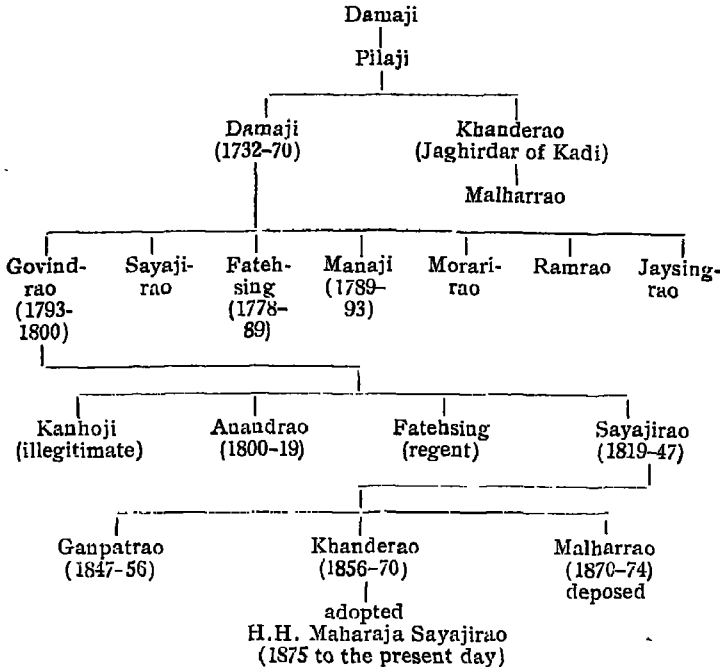 Damaji
Pilaji
Damaji Khanderao
(1732-70) (Jaghirdar of Kadi)
Malharrao
Govind- Sayaji- Fateh- Manaji Morari- Ramrao Jaysing-
rao rao sing (1789- rao rao
(1793- (1778- 93)
1800) 89)
Kanhoji Anandrao Fatehsing Sayajirao
(illegitimate) (1800-19) (regent) (1819-47)
Ganpatrao Khanderao Malharrao
(1847-56) (1856-70) (1870-74)
deposed
adopted
H.H. Maharaja Sayajirao
(1875 to the present day)